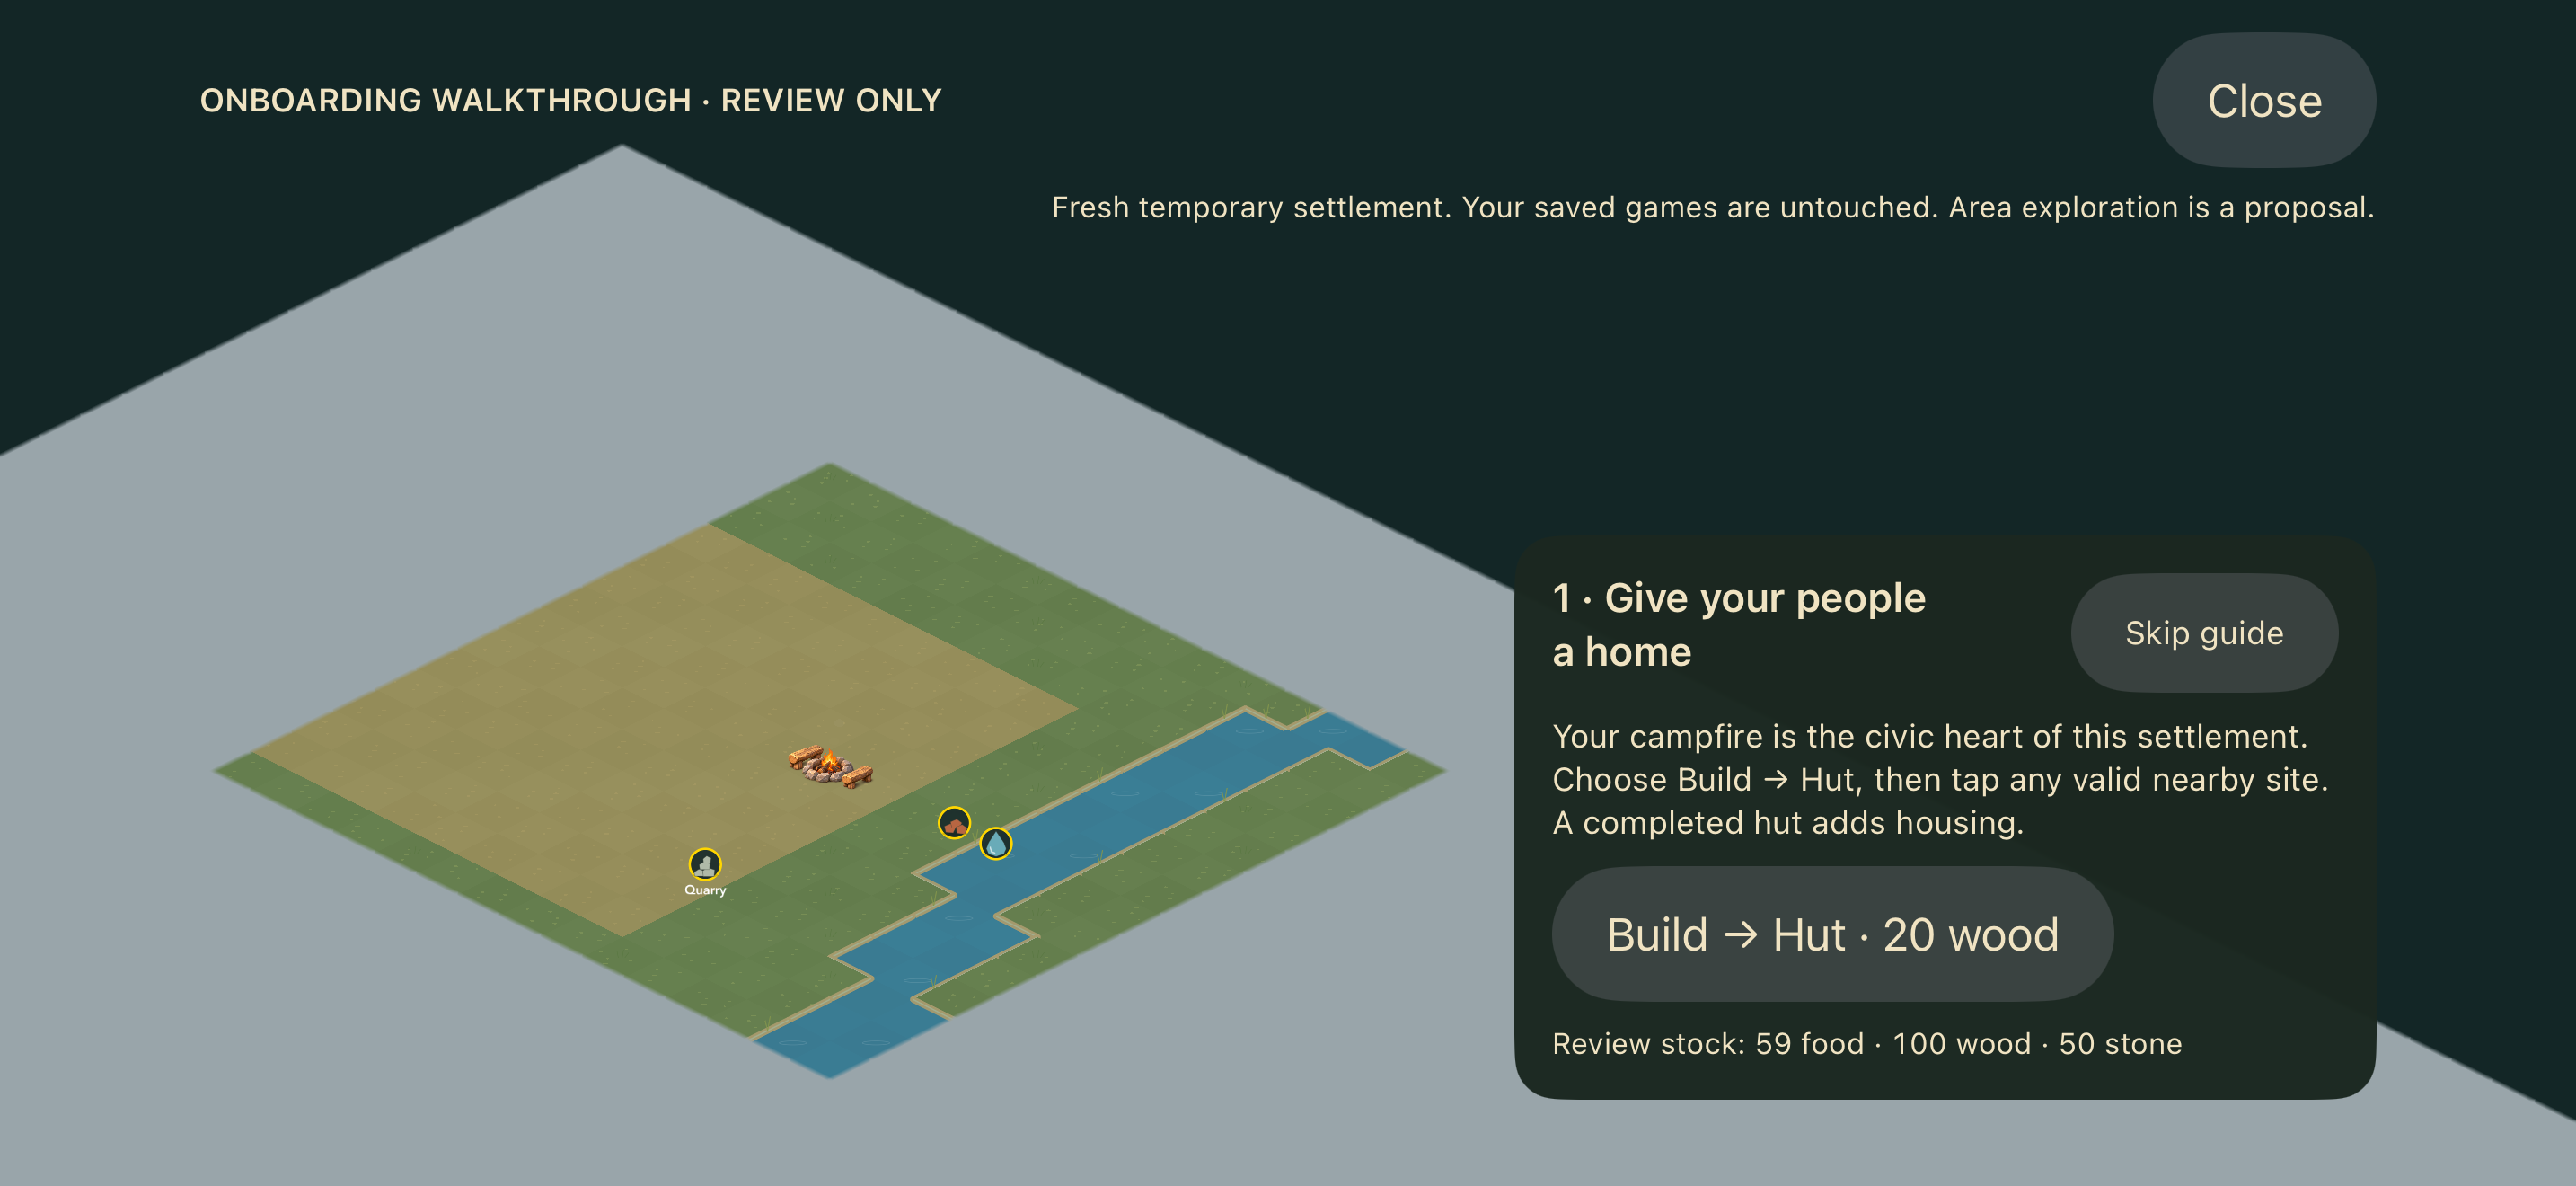 ONBOARDING WALKTHROUGH · REVIEW ONLY
Close
Fresh temporary settlement. Your saved games are untouched. Area exploration is a proposal.
1 · Give your people
a home
Skip guide
Your campfire is the civic heart of this settlement.
Choose Build → Hut, then tap any valid nearby site.
A completed hut adds housing.
Build → Hut · 20 wood
Review stock: 59 food · 100 wood · 50 stone
Quarry